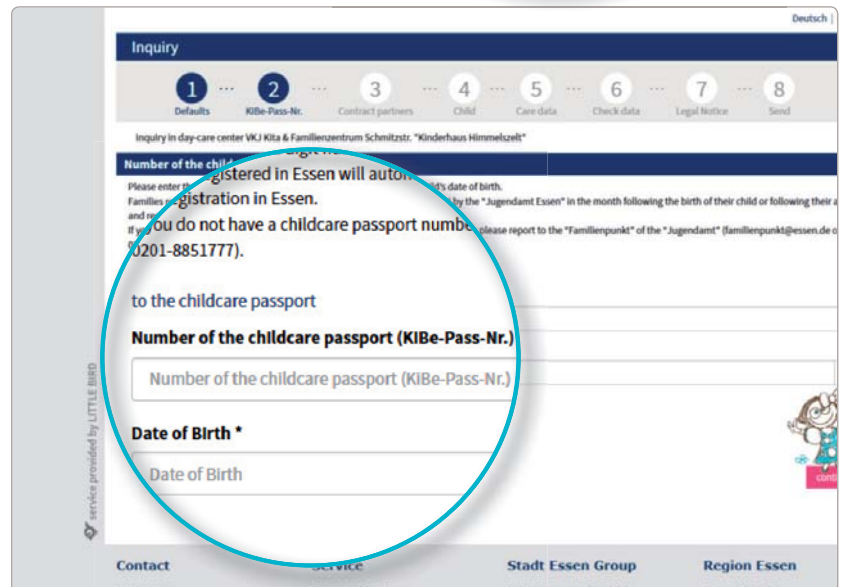 Deutsch |
Inquiry
1 ... 2 ... 3 ... 4 ... 5 ... 6 ... 7 ... 8
Defaults KIBe-Pass-Nr. Contract partners Child Care data Check data Legal Notice Send
Inquiry in day-care center VKJ Kita & Familienzentrum Schmitzstr. "Kinderhaus Himmelszelt"
Number of the
Please enter the date of birth.
Families by the "Jugendamt Essen" in the month following the birth of their child or following their
and
If please report to the "Familienpunkt" of the "Jugendamt" (familienpunkt@essen.de
registered in Essen will
registration in Essen.
you do not have a childcare passport
0201-8851777).
to the childcare passport
Number of the childcare passport (KIBe-Pass-Nr.)
Number of the childcare passport (KIBe-Pass-Nr.)
Date of Birth *
Date of Birth
service provided by LITTLE BIRD
Contact Service Stadt Essen Group Region Essen